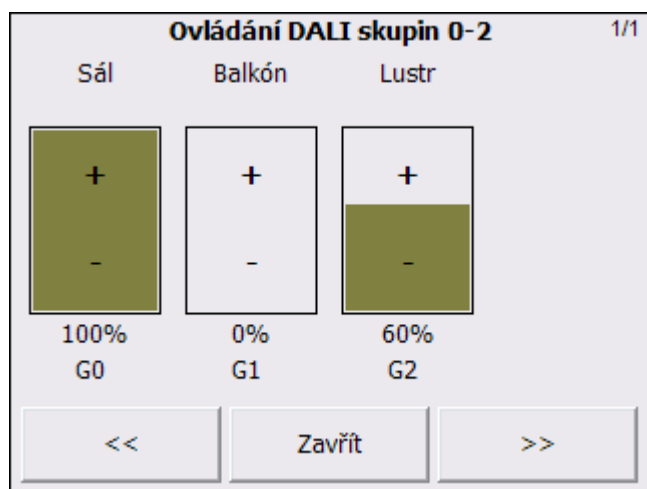 Ovládání DALI skupin 0-2 1/1
Sál Balkón Lustr
+ + +
- - -
100% 0% 60%
G0 G1 G2
<< Zavřít >>